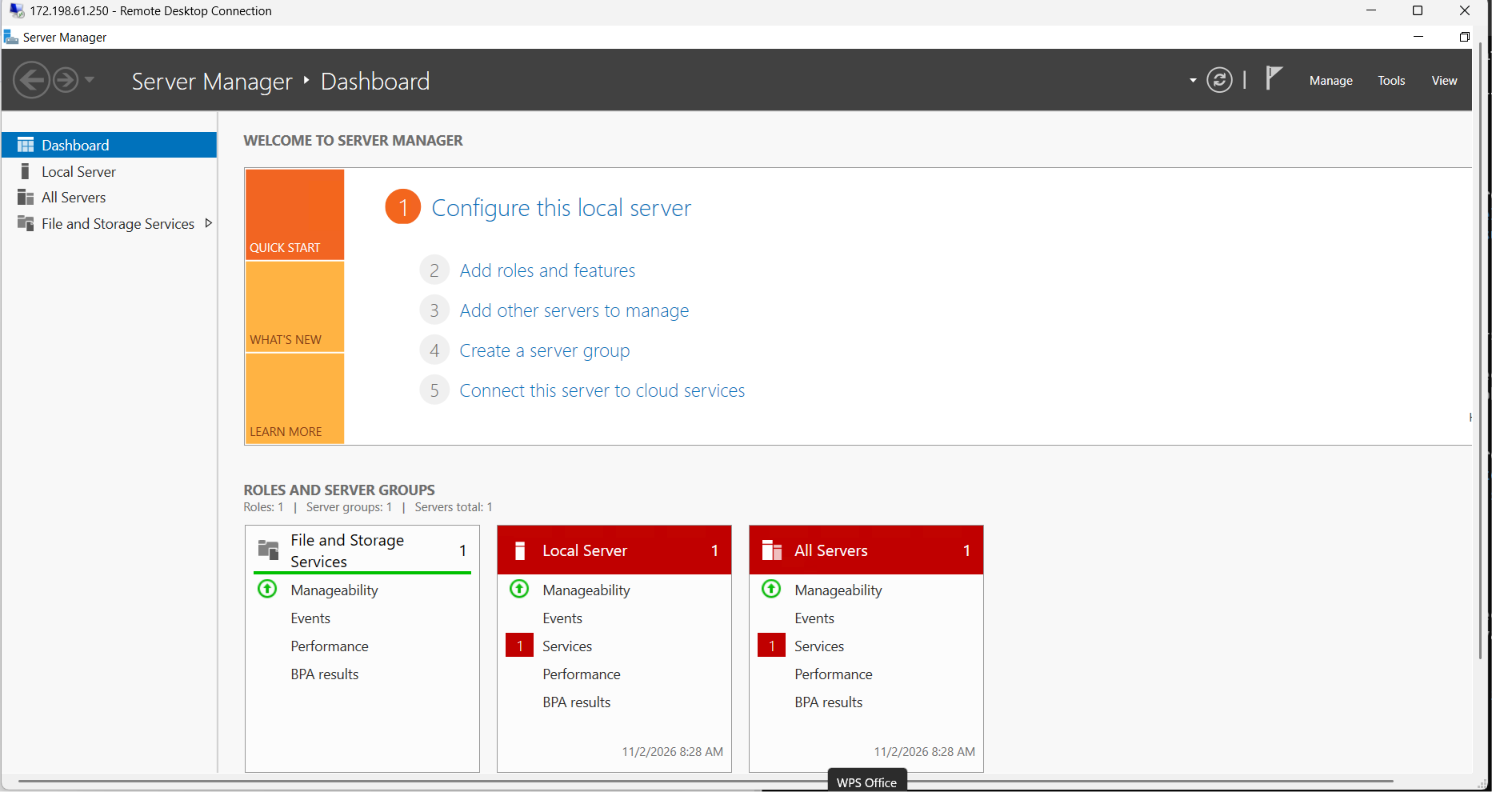 172.198.61.250 - Remote Desktop Connection
Server Manager
Server Manager ‣ Dashboard
Manage Tools View
Dashboard
Local Server
All Servers
File and Storage Services
WELCOME TO SERVER MANAGER
QUICK START
WHAT'S NEW
LEARN MORE
1 Configure this local server
2 Add roles and features
3 Add other servers to manage
4 Create a server group
5 Connect this server to cloud services
ROLES AND SERVER GROUPS
Roles: 1 | Server groups: 1 | Servers total: 1
File and Storage
Services 1
Manageability
Events
Performance
BPA results
Local Server 1
Manageability
Events
1 Services
Performance
BPA results
11/2/2026 8:28 AM
All Servers 1
Manageability
Events
1 Services
Performance
BPA results
11/2/2026 8:28 AM
WPS Office